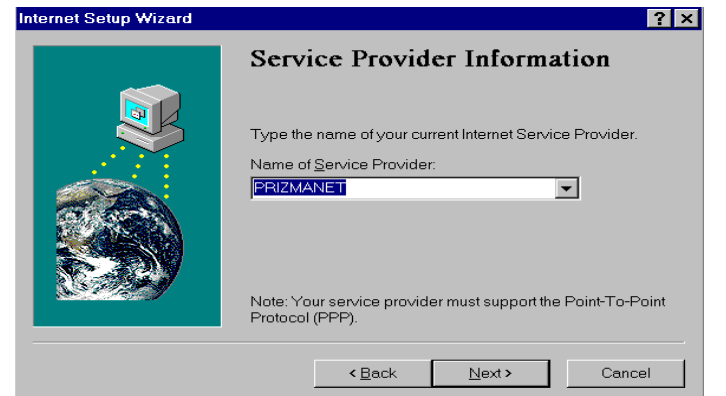 Internet Setup Wizard
Service Provider Information
Type the name of your current Internet Service Provider.
Name of Service Provider:
PRIZMANET
Note: Your service provider must support the Point-To-Point
Protocol (PPP).
< Back Next > Cancel